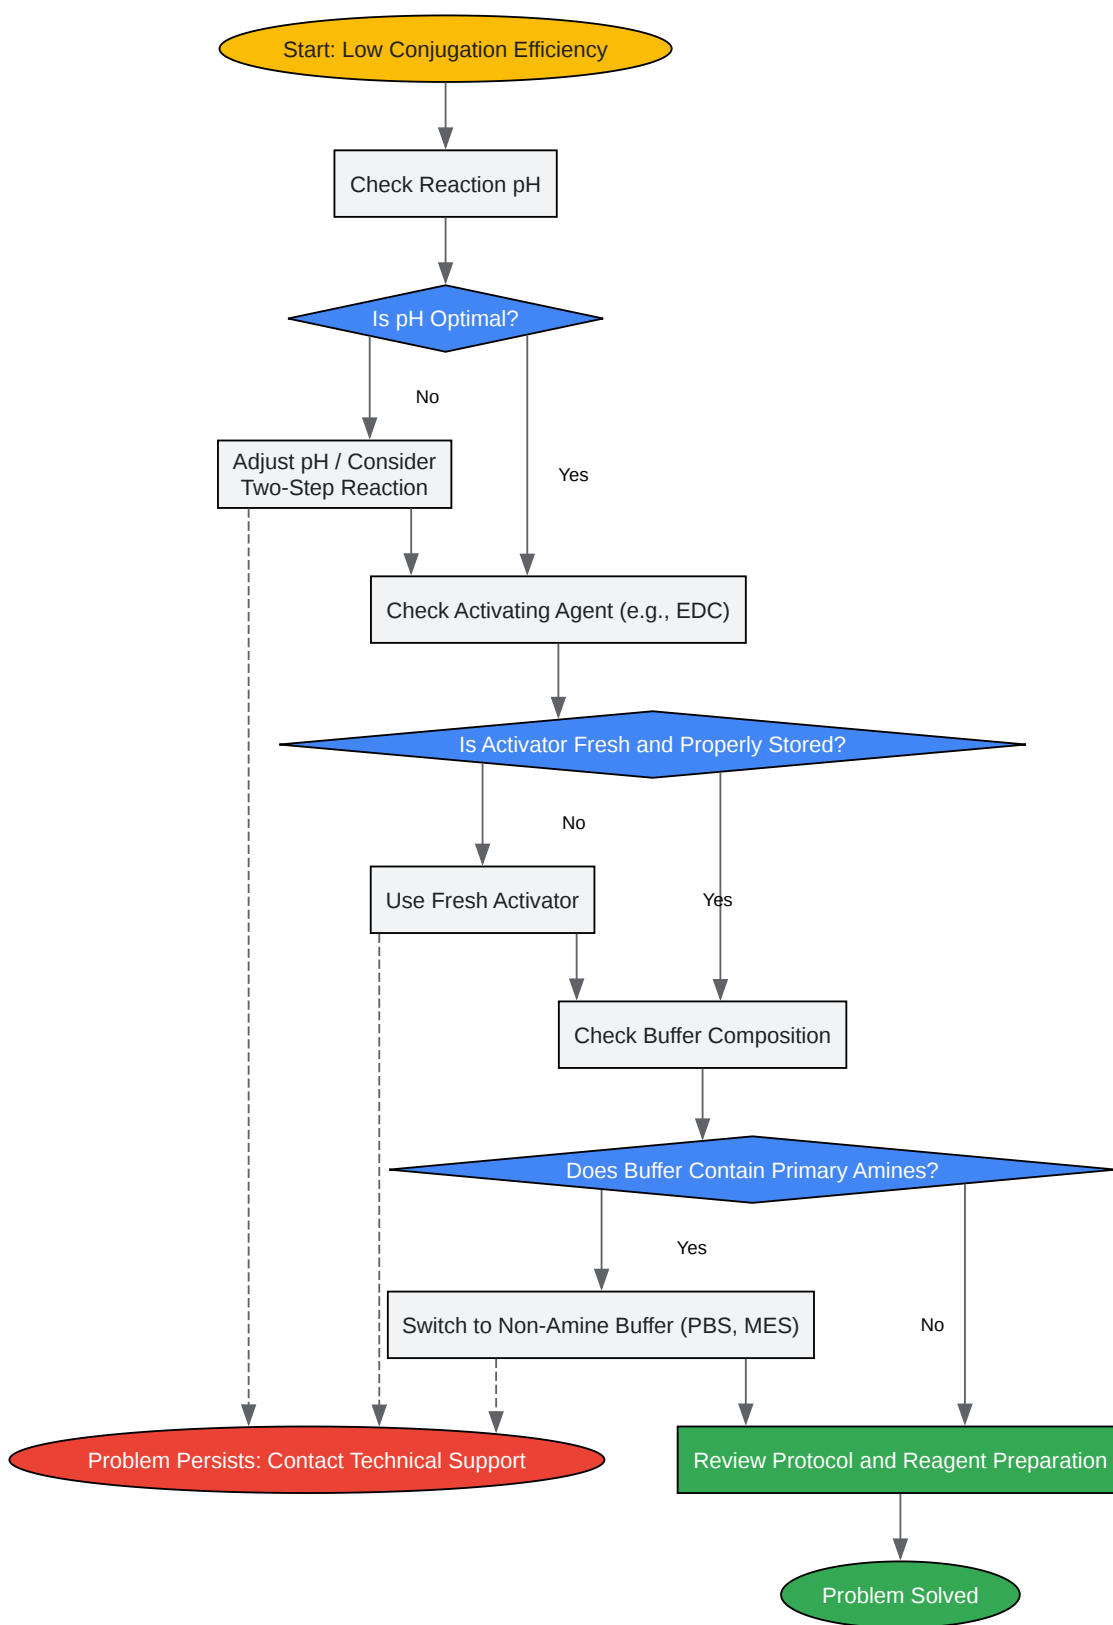 Start: Low Conjugation Efficiency
Check Reaction pH
Is pH Optimal?
No
Adjust pH / Consider
Two-Step Reaction
Yes
Check Activating Agent (e.g., EDC)
Is Activator Fresh and Properly Stored?
No
Use Fresh Activator
Yes
Check Buffer Composition
Does Buffer Contain Primary Amines?
Yes
Switch to Non-Amine Buffer (PBS, MES)
No
Problem Persists: Contact Technical Support
Review Protocol and Reagent Preparation
Problem Solved